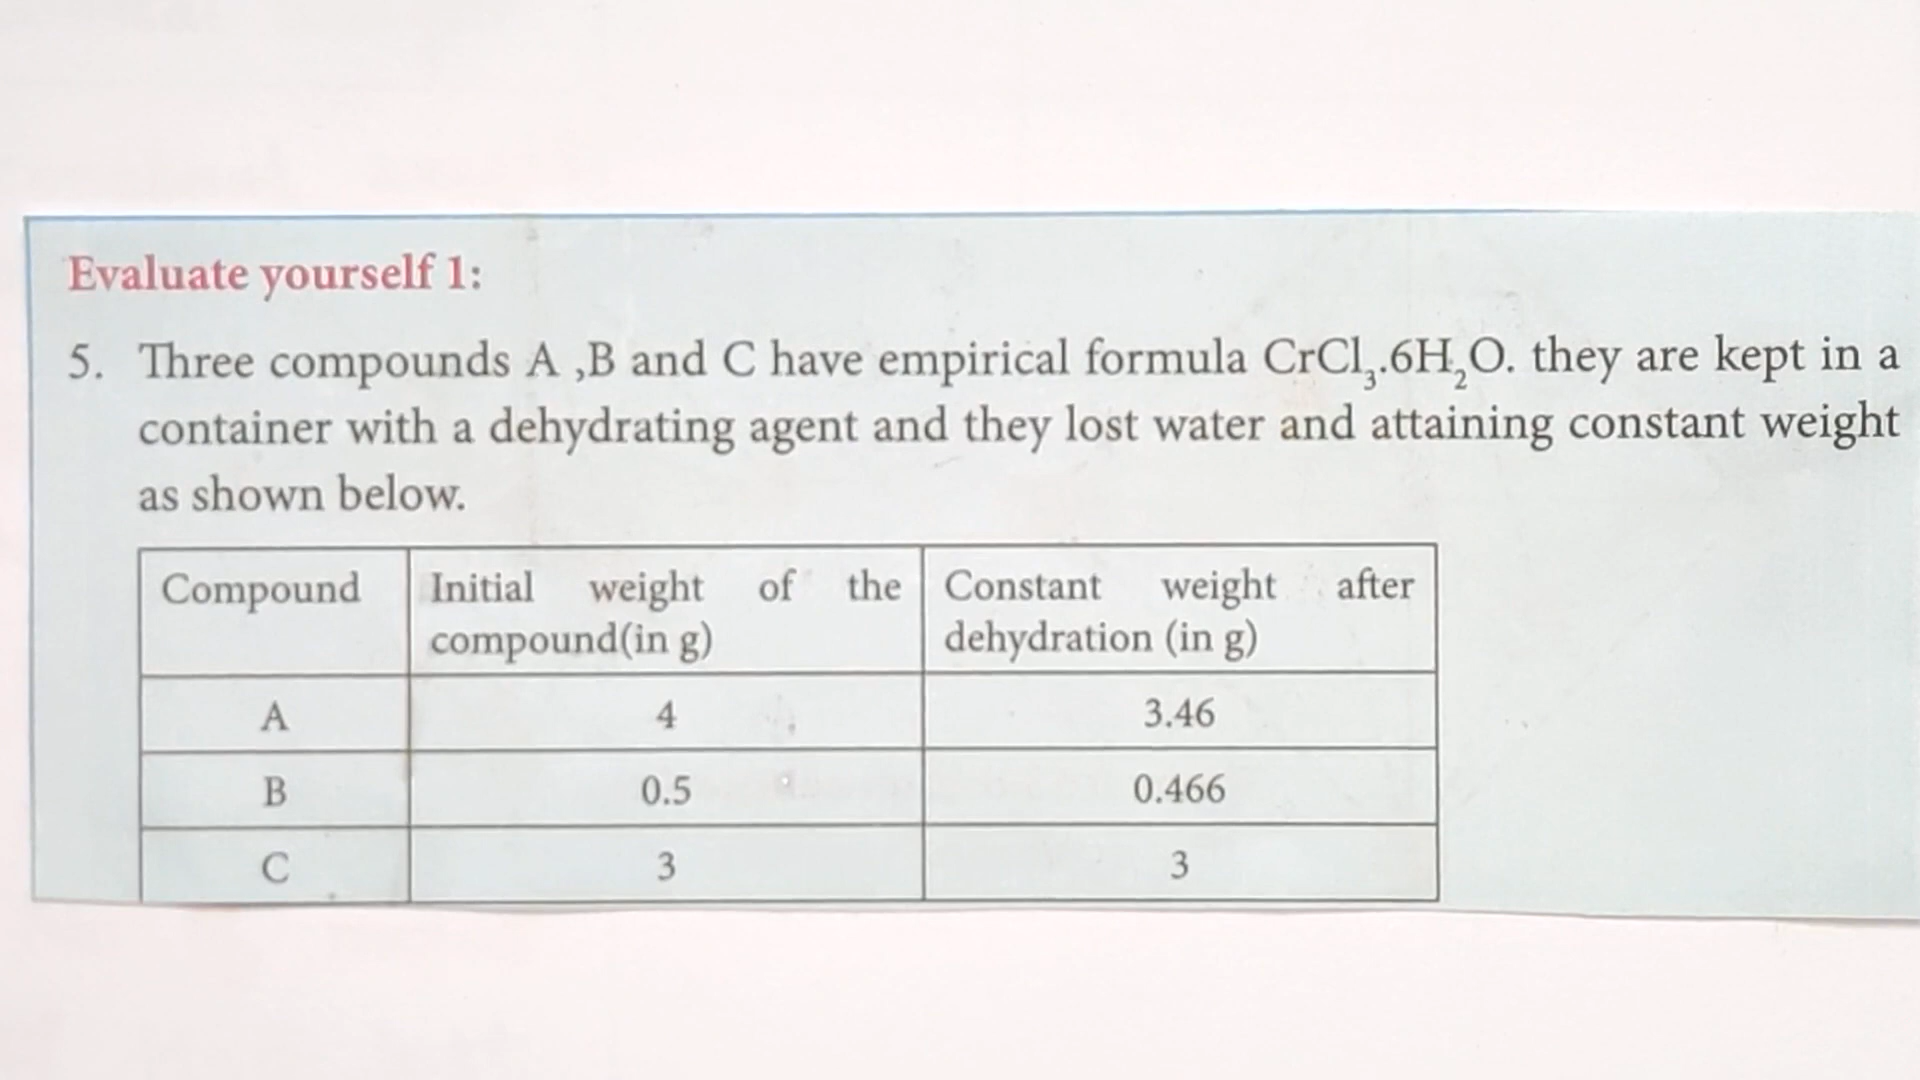 Evaluate yourself 1:
5. Three compounds A ,B and C have empirical formula CrCl₃.6H₂O. they are kept in a
container with a dehydrating agent and they lost water and attaining constant weight
as shown below.
Compound Initial weight of the Constant weight after
compound(in g) dehydration (in g)
A 4 3.46
B 0.5 0.466
C 3 3